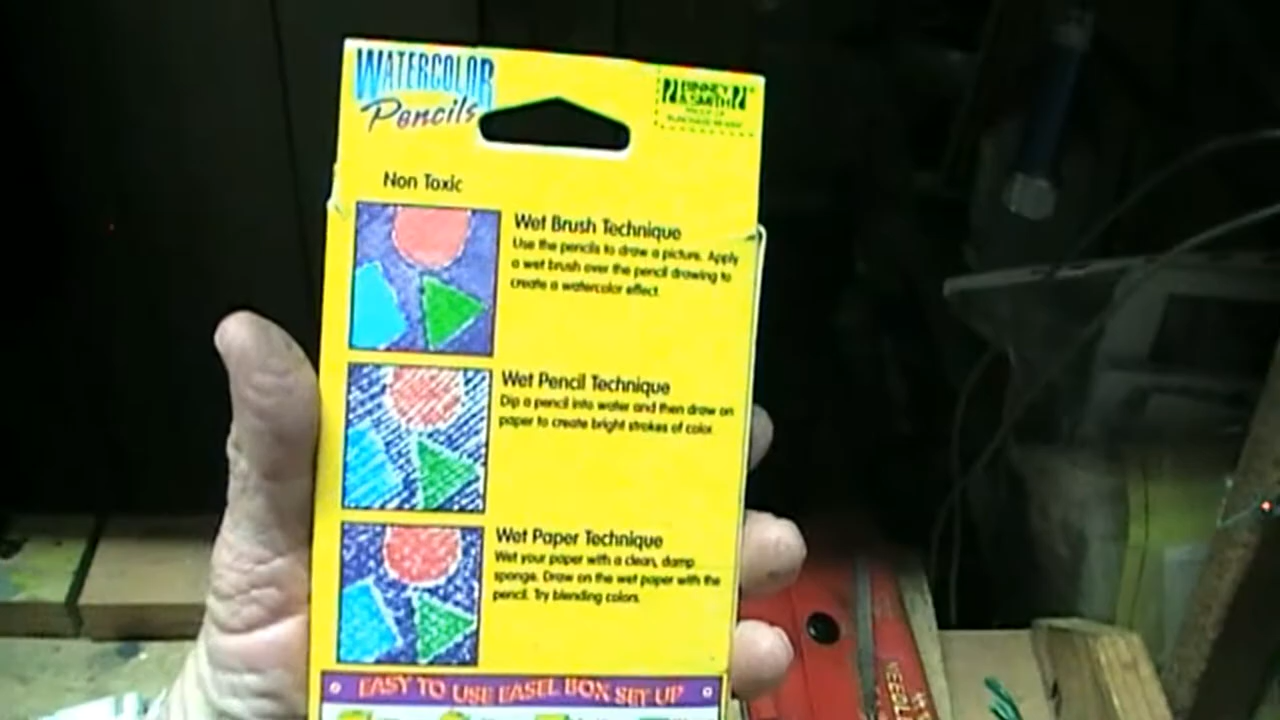 WATERCOLOR
Pencils
BINNEY
& SMITH
Non Toxic
Wet Brush Technique
Use the pencils to draw a picture. Apply
a wet brush over the pencil drawing to
create a watercolor effect.
Wet Pencil Technique
Dip a pencil into water and then draw on
paper to create bright strokes of color.
Wet Paper Technique
Wet your paper with a clean, damp
sponge. Draw on the wet paper with the
pencil. Try blending colors.
EASY TO USE EASEL BOX SET UP